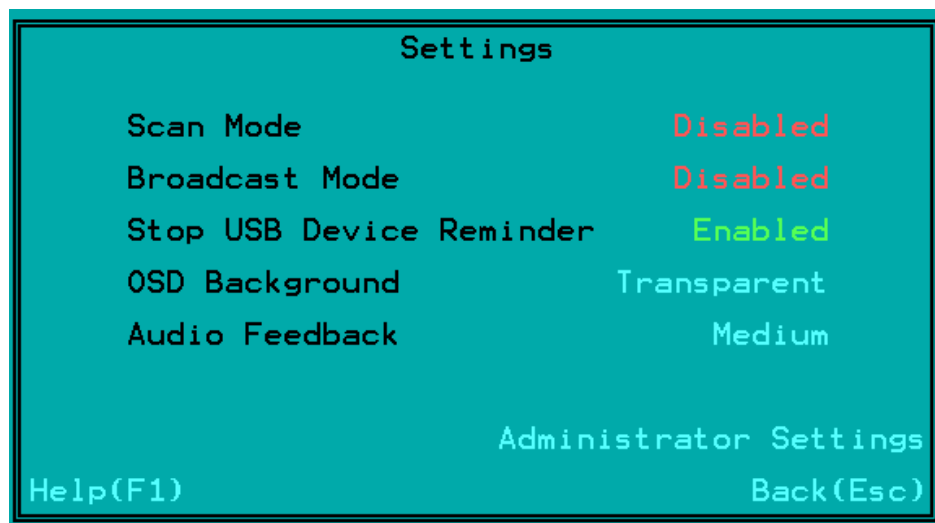 Settings
Scan Mode Disabled
Broadcast Mode Disabled
Stop USB Device Reminder Enabled
OSD Background Transparent
Audio Feedback Medium
Administrator Settings
Help(F1) Back(Esc)